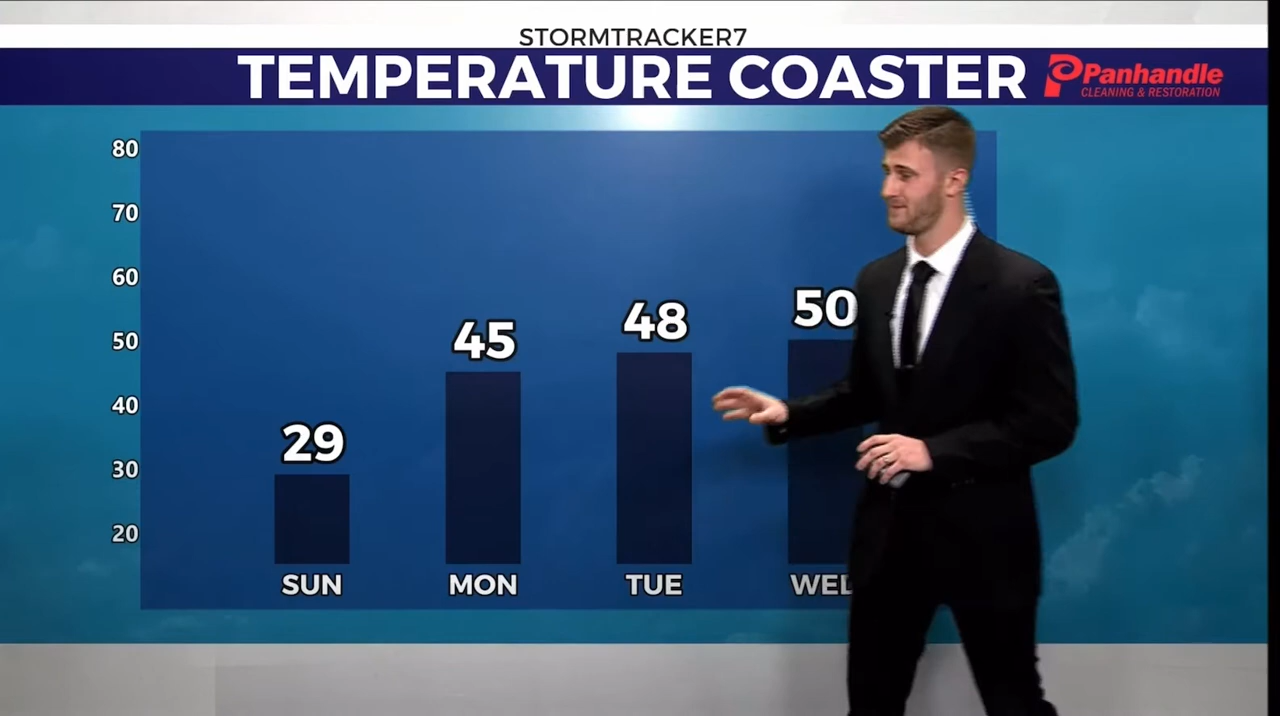 STORMTRACKER7
TEMPERATURE COASTER
Panhandle
CLEANING & RESTORATION
80
70
60
50
40
30
20
29
45
48
50
SUN
MON
TUE
WED